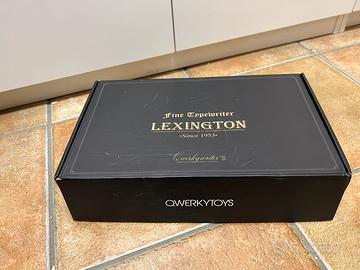 Fine Typewriter
LEXINGTON
•Since 1953•
Qwerkywriter
QWERKYTOYS